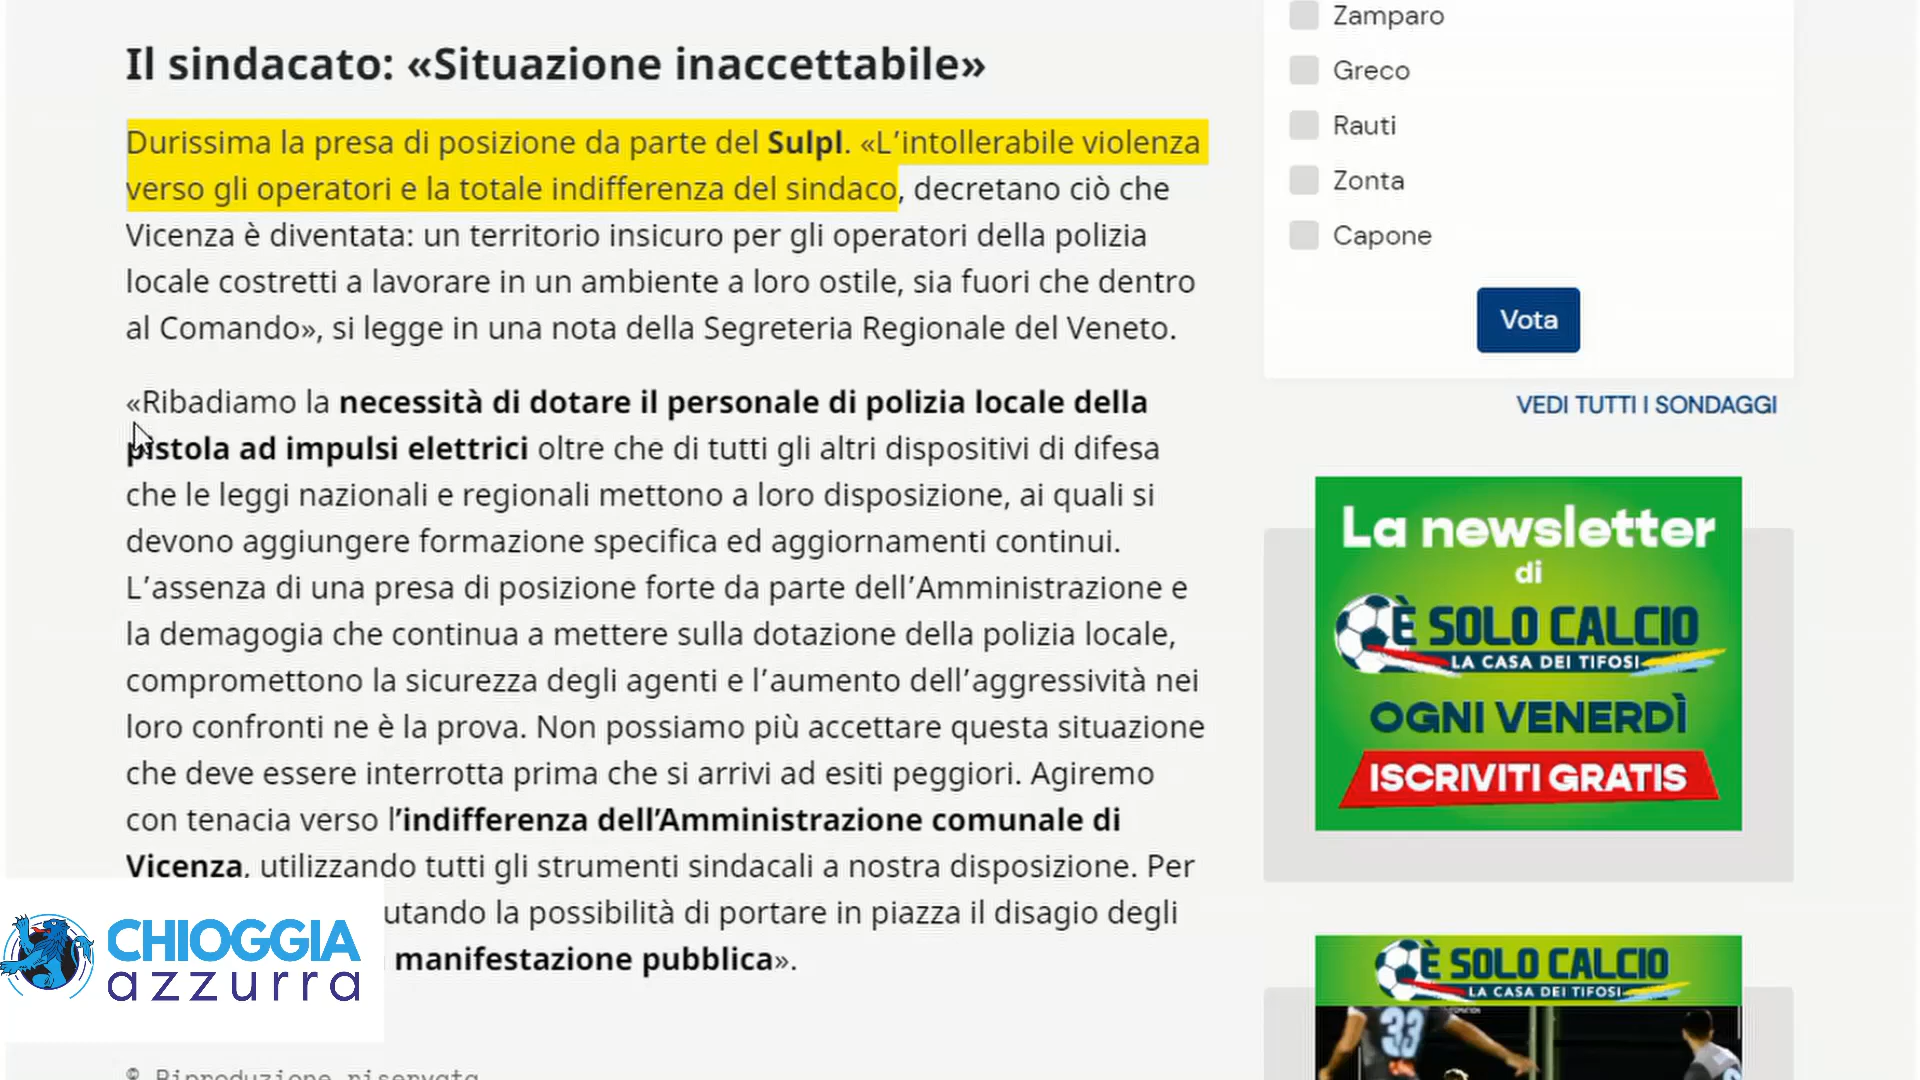 Il sindacato: «Situazione inaccettabile»
Durissima la presa di posizione da parte del Sulpl. «L’intollerabile violenza
verso gli operatori e la totale indifferenza del sindaco, decretano ciò che
Vicenza è diventata: un territorio insicuro per gli operatori della polizia
locale costretti a lavorare in un ambiente a loro ostile, sia fuori che dentro
al Comando», si legge in una nota della Segreteria Regionale del Veneto.
«Ribadiamo la necessità di dotare il personale di polizia locale della
pistola ad impulsi elettrici oltre che di tutti gli altri dispositivi di difesa
che le leggi nazionali e regionali mettono a loro disposizione, ai quali si
devono aggiungere formazione specifica ed aggiornamenti continui.
L’assenza di una presa di posizione forte da parte dell’Amministrazione e
la demagogia che continua a mettere sulla dotazione della polizia locale,
compromettono la sicurezza degli agenti e l’aumento dell’aggressività nei
loro confronti ne è la prova. Non possiamo più accettare questa situazione
che deve essere interrotta prima che si arrivi ad esiti peggiori. Agiremo
con tenacia verso l’indifferenza dell’Amministrazione comunale di
Vicenza, utilizzando tutti gli strumenti sindacali a nostra disposizione. Per
utando la possibilità di portare in piazza il disagio degli
manifestazione pubblica».
© Riproduzione riservata
CHIOGGIA
azzurra
Zamparo
Greco
Rauti
Zonta
Capone
Vota
VEDI TUTTI I SONDAGGI
La newsletter
di
È SOLO CALCIO
LA CASA DEI TIFOSI
OGNI VENERDÌ
ISCRIVITI GRATIS
È SOLO CALCIO
LA CASA DEI TIFOSI
33